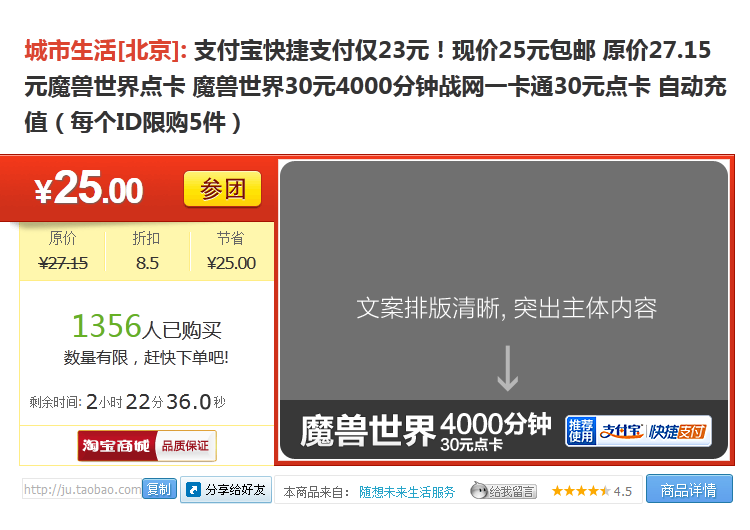 城市生活[北京]: 支付宝快捷支付仅23元！现价25元包邮 原价27.15
元魔兽世界点卡 魔兽世界30元4000分钟战网一卡通30元点卡 自动充
值（每个ID限购5件）
¥25.00 参团
原价 折扣 节省
¥27.15 8.5 ¥25.00
1356人已购买
数量有限，赶快下单吧!
剩余时间: 2小时22分36.0秒
淘宝商城 品质保证
文案排版清晰, 突出主体内容
魔兽世界 4000分钟
30元点卡
推荐
使用
支付宝 快捷支付
http://ju.taobao.com 复制 分享给好友 本商品来自： 随想未来生活服务 给我留言 4.5 商品详情